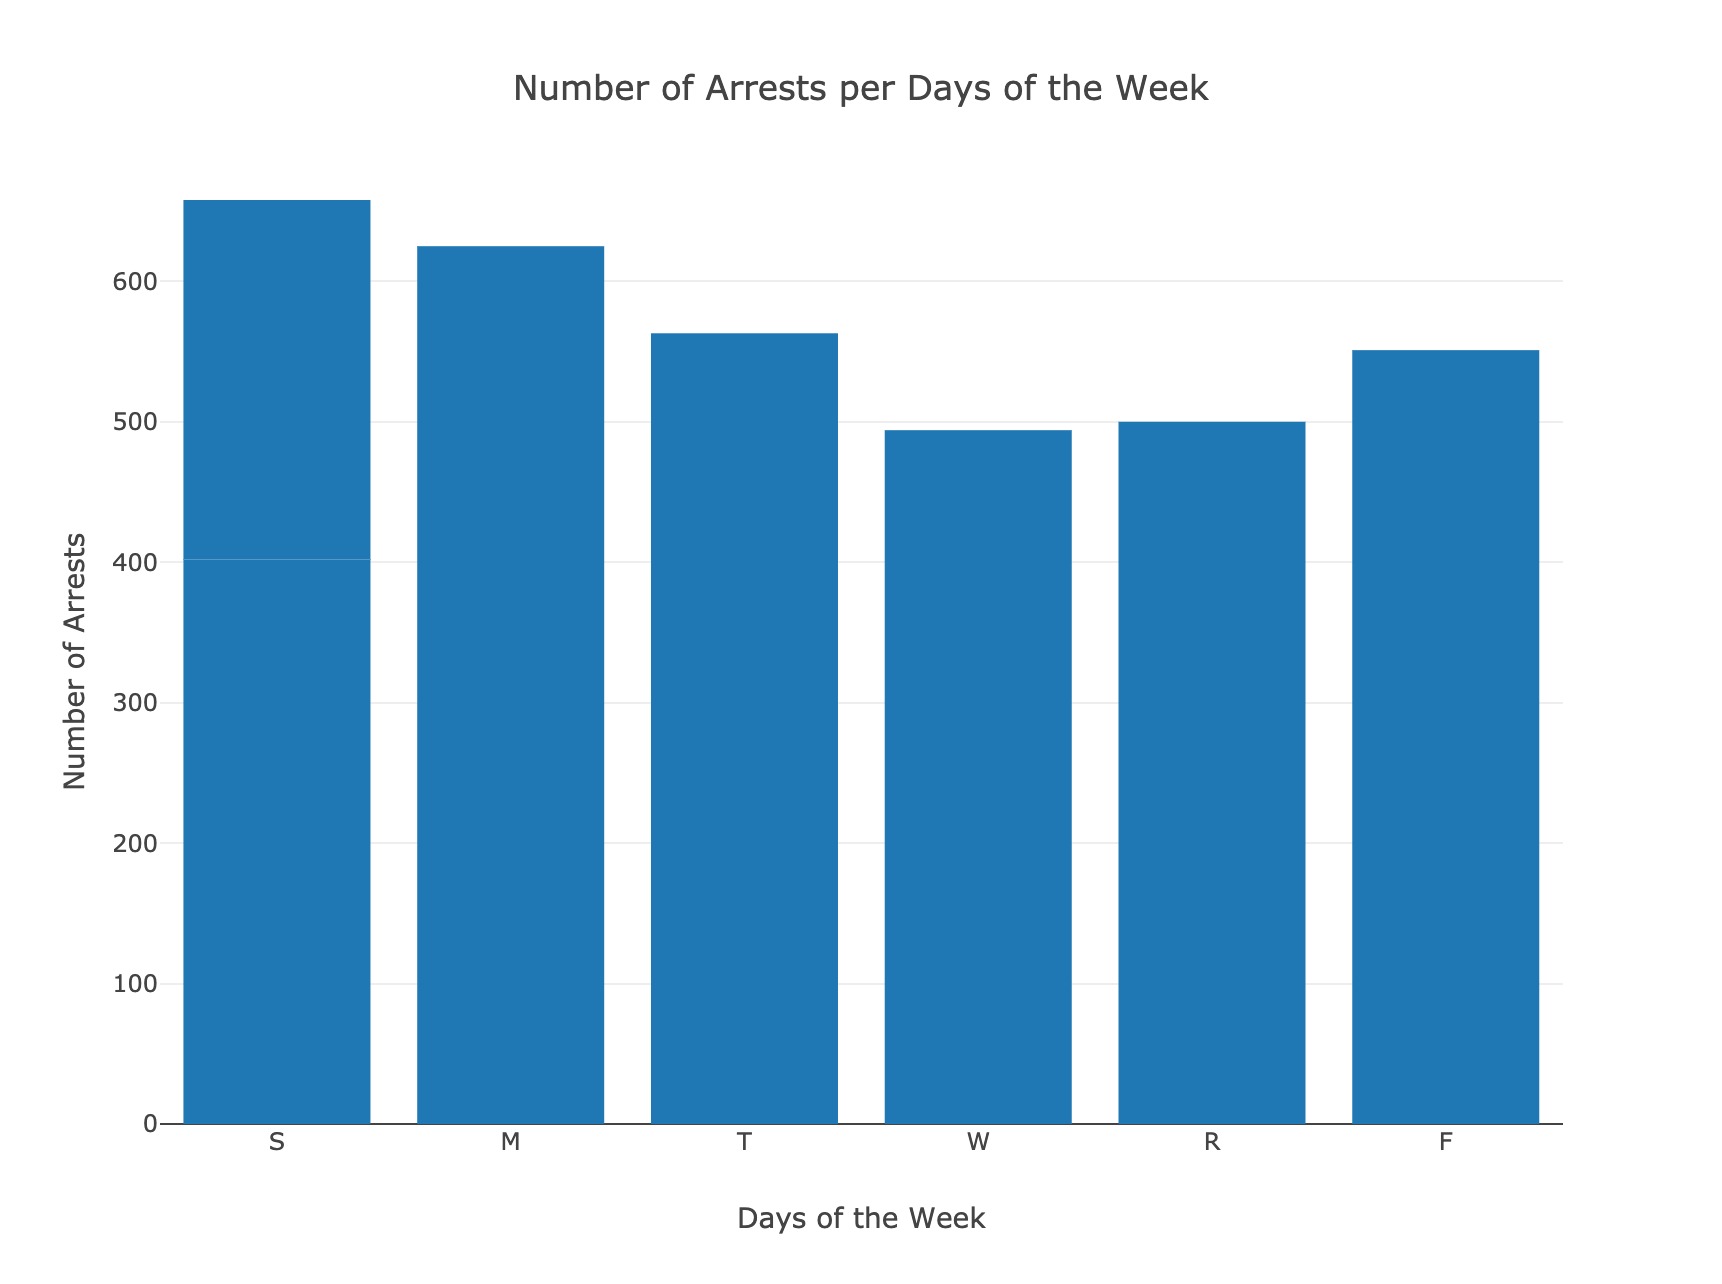 Number of Arrests per Days of the Week
Number of Arrests
600
500
400
300
200
100
0
S M T W R F
Days of the Week